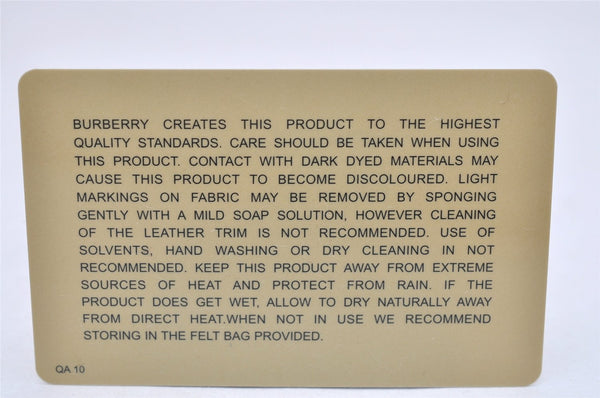 BURBERRY CREATES THIS PRODUCT TO THE HIGHEST
QUALITY STANDARDS. CARE SHOULD BE TAKEN WHEN USING
THIS PRODUCT. CONTACT WITH DARK DYED MATERIALS MAY
CAUSE THIS PRODUCT TO BECOME DISCOLOURED. LIGHT
MARKINGS ON FABRIC MAY BE REMOVED BY SPONGING
GENTLY WITH A MILD SOAP SOLUTION, HOWEVER CLEANING
OF THE LEATHER TRIM IS NOT RECOMMENDED. USE OF
SOLVENTS, HAND WASHING OR DRY CLEANING IN NOT
RECOMMENDED. KEEP THIS PRODUCT AWAY FROM EXTREME
SOURCES OF HEAT AND PROTECT FROM RAIN. IF THE
PRODUCT DOES GET WET, ALLOW TO DRY NATURALLY AWAY
FROM DIRECT HEAT.WHEN NOT IN USE WE RECOMMEND
STORING IN THE FELT BAG PROVIDED.
QA 10